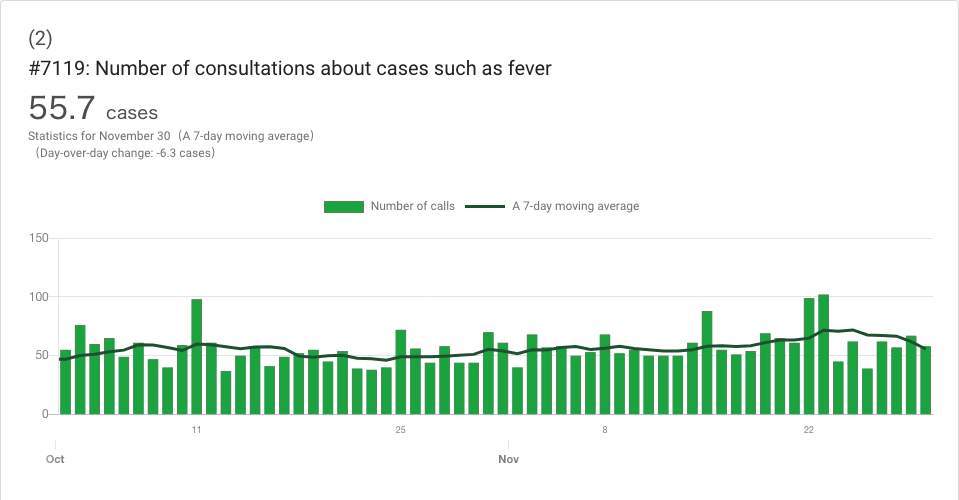 (2)
#7119: Number of consultations about cases such as fever
55.7 cases
Statistics for November 30（A 7-day moving average）
（Day-over-day change: -6.3 cases）
Number of calls A 7-day moving average
150
100
50
0
11 25 8 22
Oct Nov